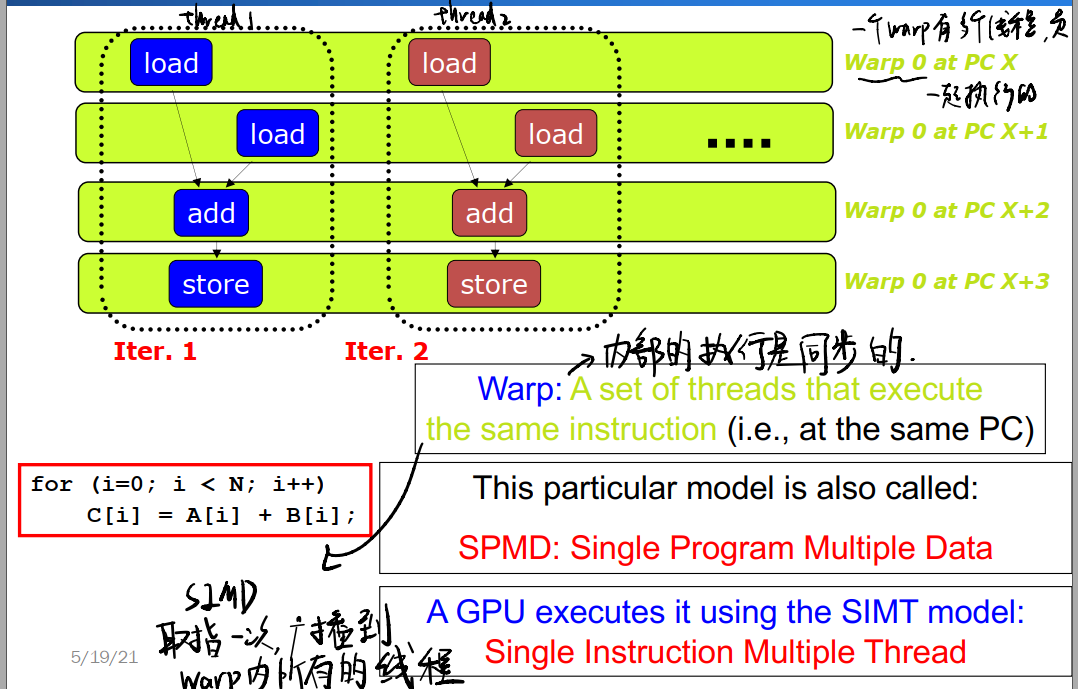 thread1
thread2
一个warp有多个线程,是
load
load
Warp 0 at PC X
一起执行的
load
load
....
Warp 0 at PC X+1
add
add
Warp 0 at PC X+2
store
store
Warp 0 at PC X+3
Iter. 1
Iter. 2
内部的执行是同步的.
Warp: A set of threads that execute
the same instruction (i.e., at the same PC)
for (i=0; i < N; i++)
C[i] = A[i] + B[i];
This particular model is also called:
SPMD: Single Program Multiple Data
SIMD
取指一次,广播到
warp内所有的线程
A GPU executes it using the SIMT model:
Single Instruction Multiple Thread
5/19/21